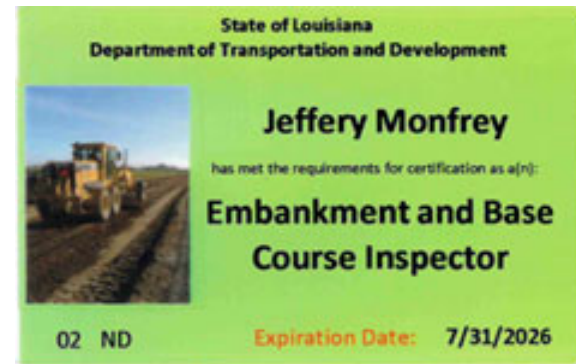 State of Louisiana
Department of Transportation and Development
Jeffery Monfrey
has met the requirements for certification as a(n):
Embankment and Base
Course Inspector
02 ND
Expiration Date: 7/31/2026